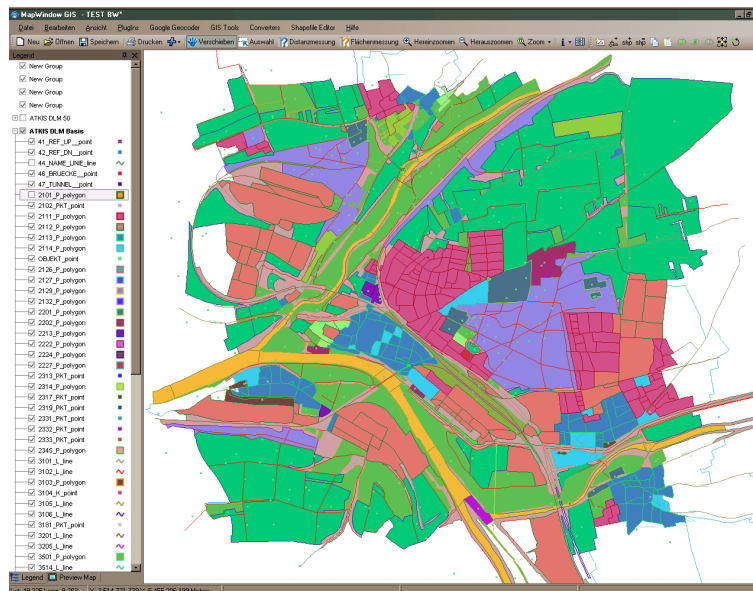 MapWindow GIS - TEST BW*
Datei Bearbeiten Ansicht PlugIns Google Geocoder GIS Tools Converters Shapefile Editor Hilfe
Neu Öffnen Speichern Drucken Verschieben Auswahl Distanzmessung Flächenmessung Hereinzoomen Herauszoomen Zoom
Legend
New Group
New Group
New Group
New Group
ATKIS DLM 50
ATKIS DLM Basis
41_REF_UP__point
42_REF_DN__point
44_NAME_LINIE_line
46_BRUECKE__point
47_TUNNEL__point
2101_P_polygon
2102_PKT_point
2111_P_polygon
2112_P_polygon
2113_P_polygon
2114_P_polygon
OBJEKT_point
2126_P_polygon
2127_P_polygon
2129_P_polygon
2132_P_polygon
2201_P_polygon
2202_P_polygon
2213_P_polygon
2222_P_polygon
2224_P_polygon
2227_P_polygon
2313_PKT_point
2314_P_polygon
2317_PKT_point
2319_PKT_point
2331_PKT_point
2332_PKT_point
2333_PKT_point
2345_P_polygon
3101_L_line
3102_L_line
3103_P_polygon
3104_K_point
3105_L_line
3106_L_line
3181_PKT_point
3201_L_line
3205_L_line
3501_P_polygon
3514_L_line
Legend Preview Map